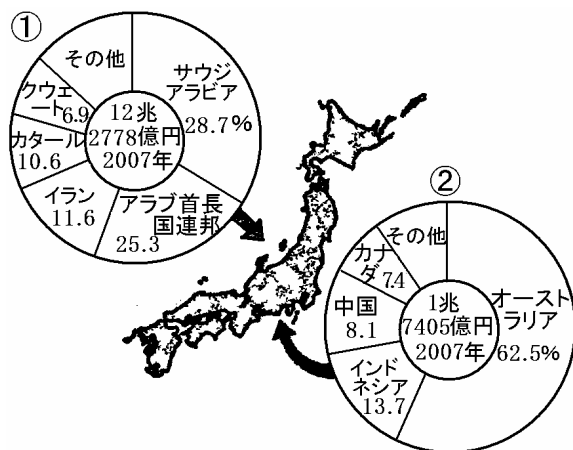 ①
サウジ
アラビア
28.7%
アラブ首長
国連邦
25.3
イラン
11.6
カタール
10.6
クウェ
ート6.9
その他
12兆
2778億円
2007年
②
オースト
ラリア
62.5%
インド
ネシア
13.7
中国
8.1
カナ
ダ7.4
その他
1兆
7405億円
2007年